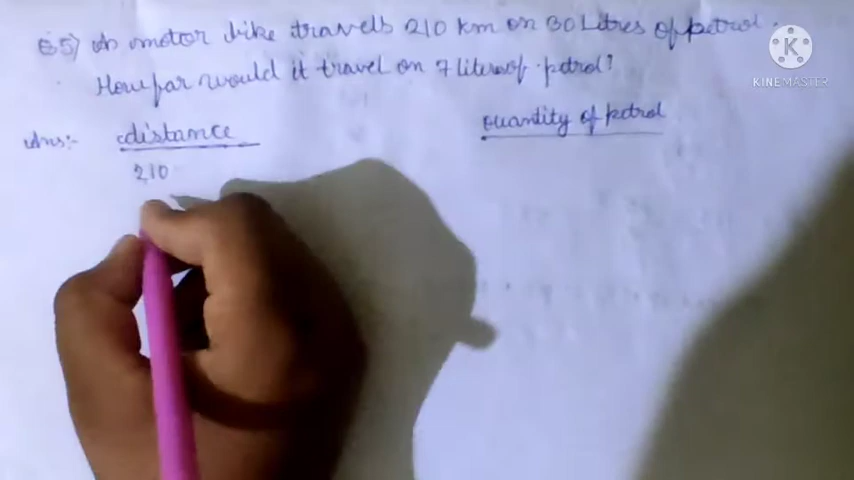 Q5) A motor bike travels 210 km on 30 Litres of petrol.
How far would it travel on 7 liters of petrol?
Ans:- distance quantity of petrol
210
KINEMASTER